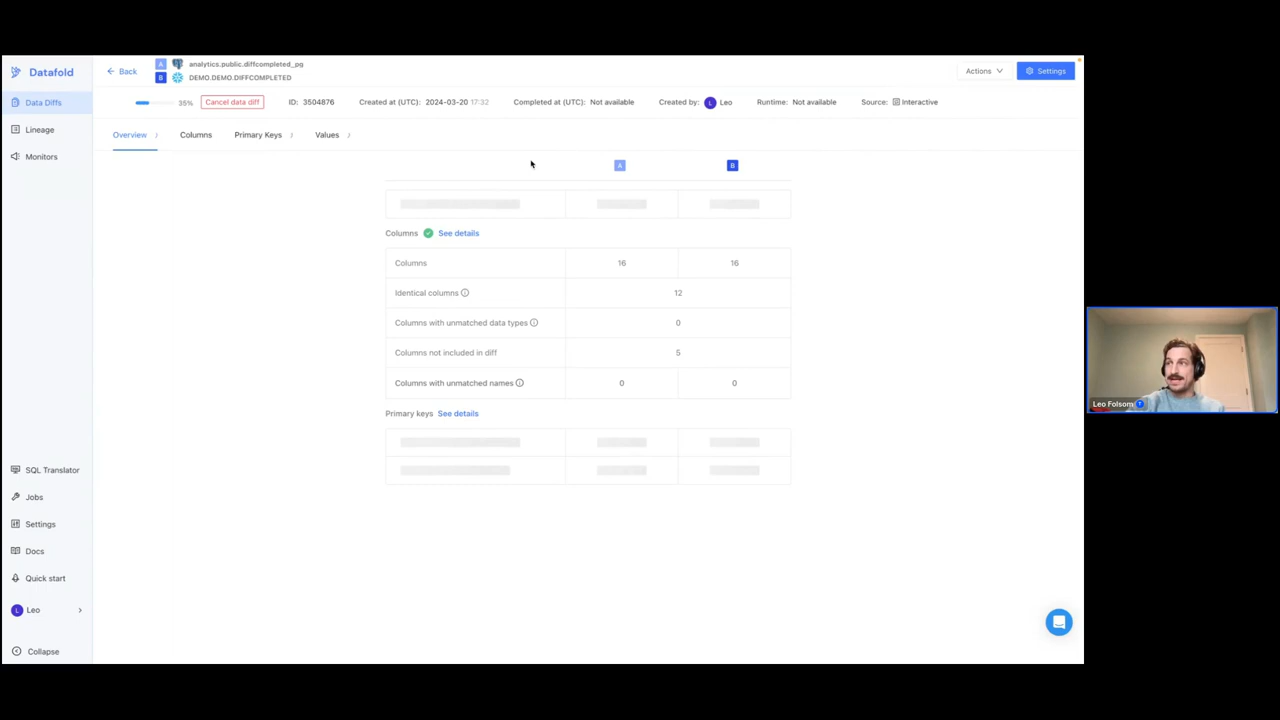 Datafold
Back
A analytics.public.diffcompleted_pg
B DEMO.DEMO.DIFFCOMPLETED
Actions
Settings
Data Diffs
35%
Cancel data diff
ID: 3504876
Created at (UTC): 2024-03-20 17:32
Completed at (UTC): Not available
Created by: L Leo
Runtime: Not available
Source: Interactive
Lineage
Monitors
Overview
Columns
Primary Keys
Values
A B
Columns See details
Columns 16 16
Identical columns 12
Columns with unmatched data types 0
Columns not included in diff 5
Columns with unmatched names 0 0
Primary keys See details
SQL Translator
Jobs
Settings
Docs
Quick start
L Leo
Collapse
Leo Folsom